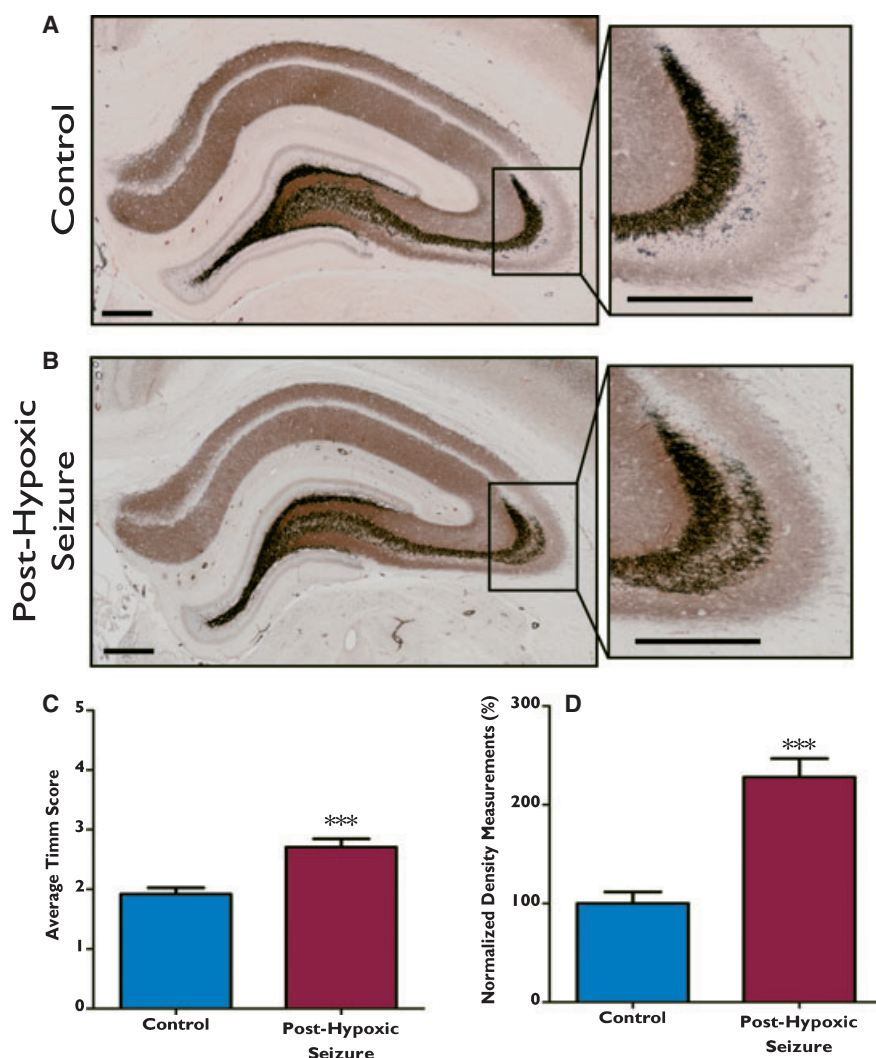 A
Control
B
Post-Hypoxic
Seizure
C
Average Timm Score
5
4
3
2
1
0
***
Control
Post-Hypoxic
Seizure
D
Normalized Density Measurements (%)
300
200
100
0
***
Control
Post-Hypoxic
Seizure